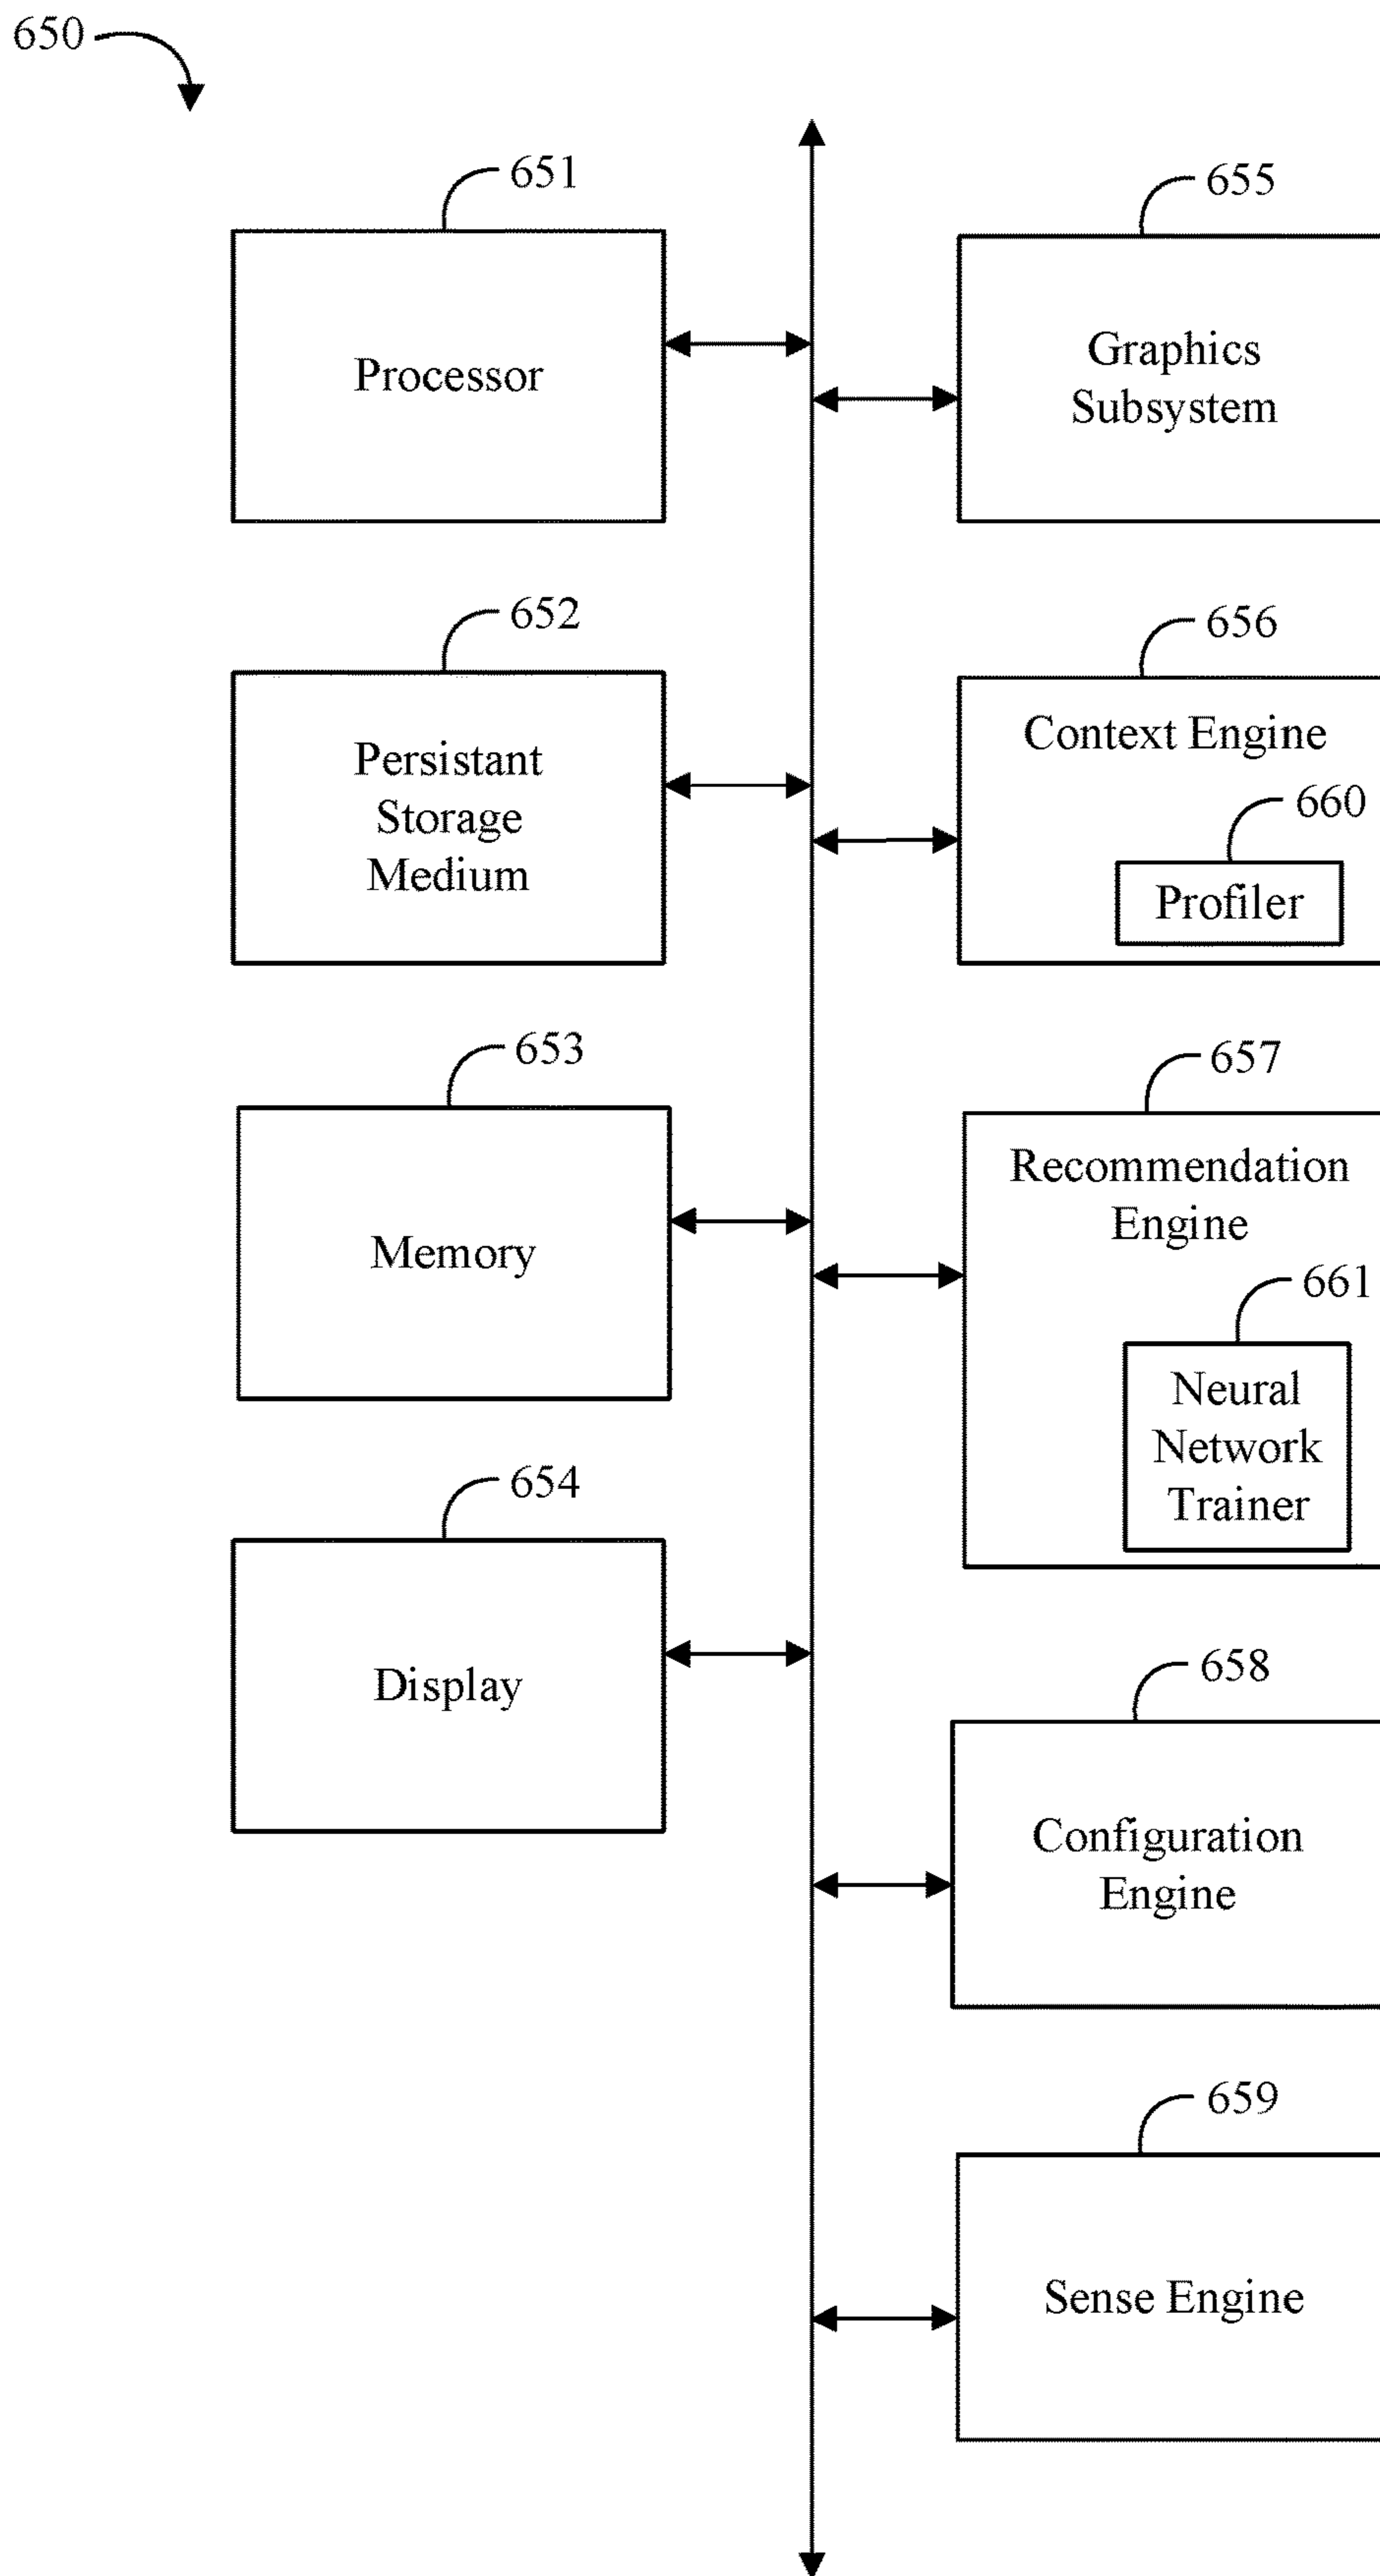 650
651
Processor
652
Persistant
Storage
Medium
653
Memory
654
Display
655
Graphics
Subsystem
656
Context Engine
660
Profiler
657
Recommendation
Engine
661
Neural
Network
Trainer
658
Configuration
Engine
659
Sense Engine